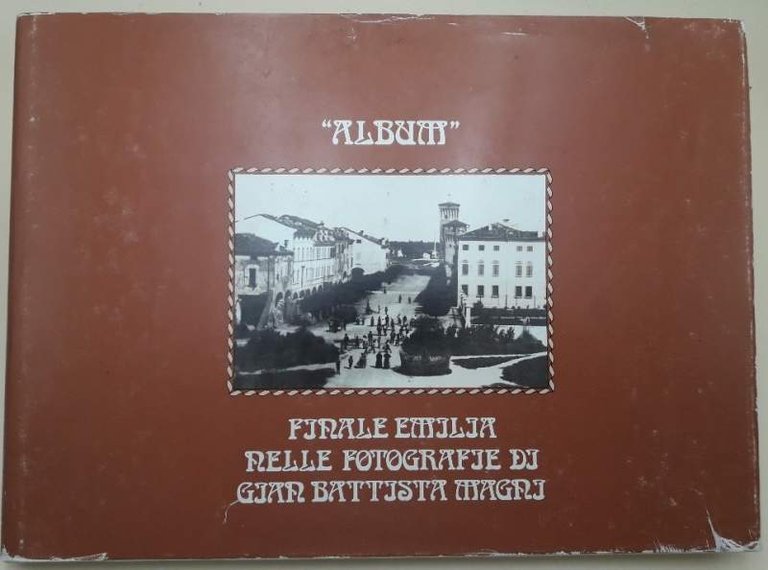 "ALBUM"
FINALE EMILIA
NELLE FOTOGRAFIE DI
GIAN BATTISTA MAGNI